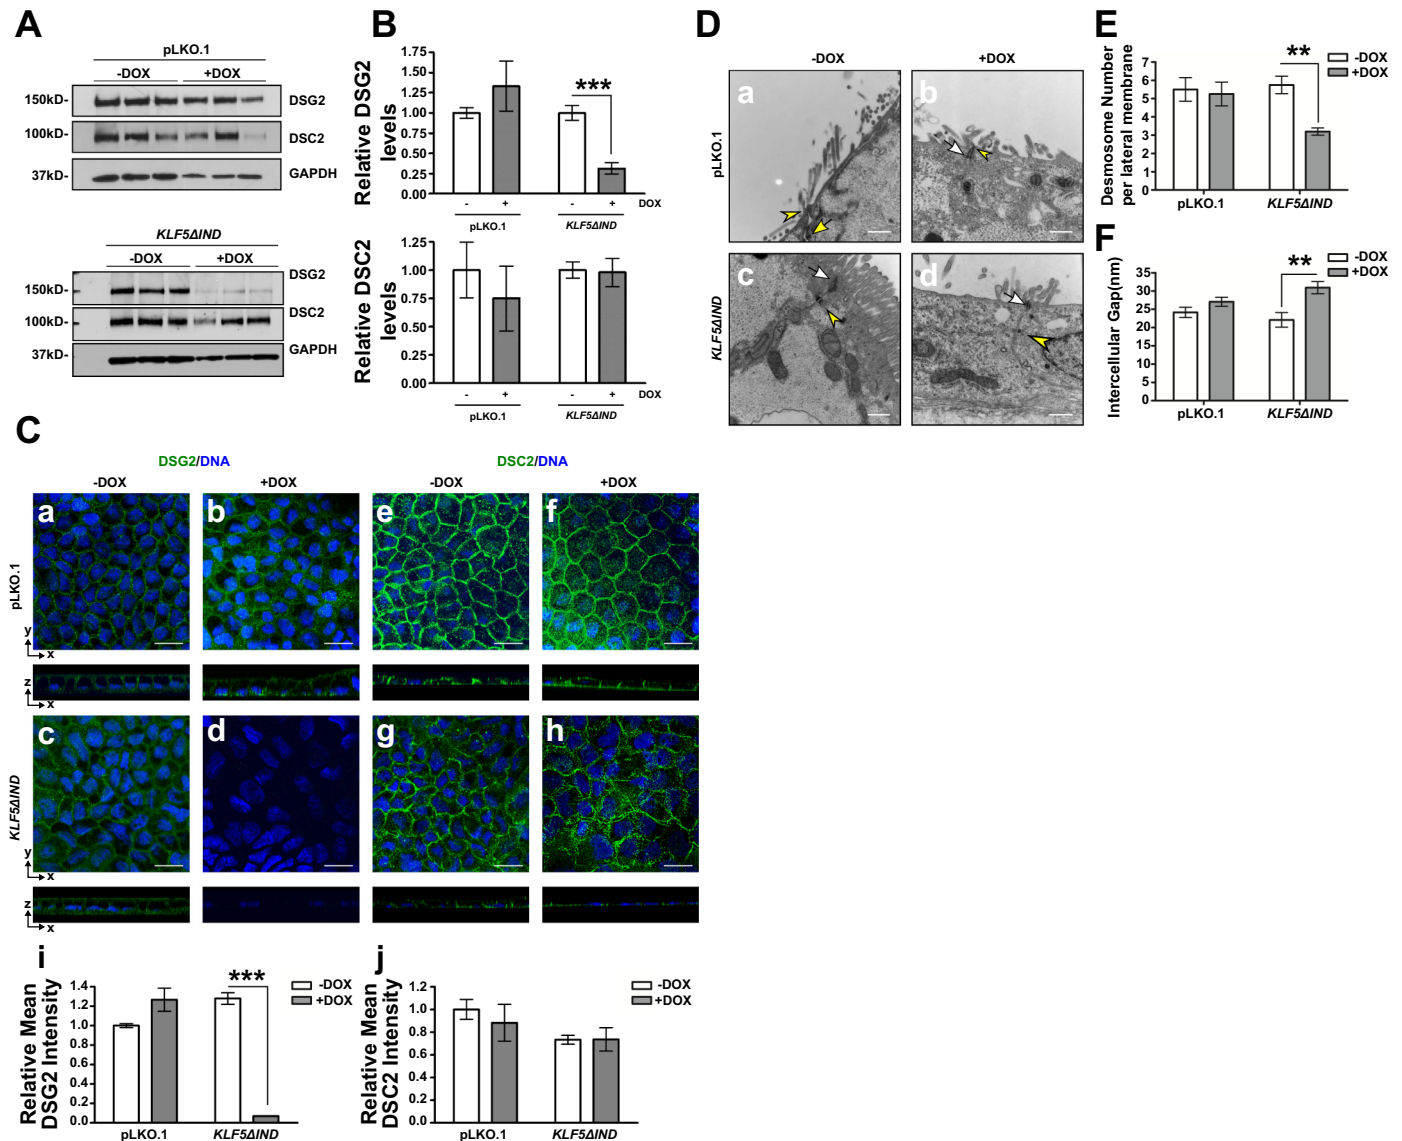 A
pLKO.1
-DOX +DOX
150kD- DSG2
100kD- DSC2
37kD- GAPDH
KLF5ΔIND
-DOX +DOX
150kD- DSG2
100kD- DSC2
37kD- GAPDH
B
Relative DSG2
levels
1.75
1.50
1.25
1.00
0.75
0.50
0.25
0.00
***
- + - + DOX
pLKO.1 KLF5ΔIND
Relative DSC2
levels
1.25
1.00
0.75
0.50
0.25
0.00
- + - + DOX
pLKO.1 KLF5ΔIND
C
DSG2/DNA DSC2/DNA
-DOX +DOX -DOX +DOX
pLKO.1
a b e f
y
x
z
x
KLF5ΔIND
c d g h
y
x
z
x
i
Relative Mean
DSG2 Intensity
1.4
1.2
1.0
0.8
0.6
0.4
0.2
0.0
***
-DOX
+DOX
pLKO.1 KLF5ΔIND
j
Relative Mean
DSC2 Intensity
1.2
1.0
0.8
0.6
0.4
0.2
0.0
-DOX
+DOX
pLKO.1 KLF5ΔIND
D
-DOX +DOX
pLKO.1
a b
KLF5ΔIND
c d
E
Desmosome Number
per lateral membrane
7
6
5
4
3
2
1
0
**
-DOX
+DOX
pLKO.1 KLF5ΔIND
F
Intercellular Gap(nm)
35
30
25
20
15
10
5
0
**
-DOX
+DOX
pLKO.1 KLF5ΔIND